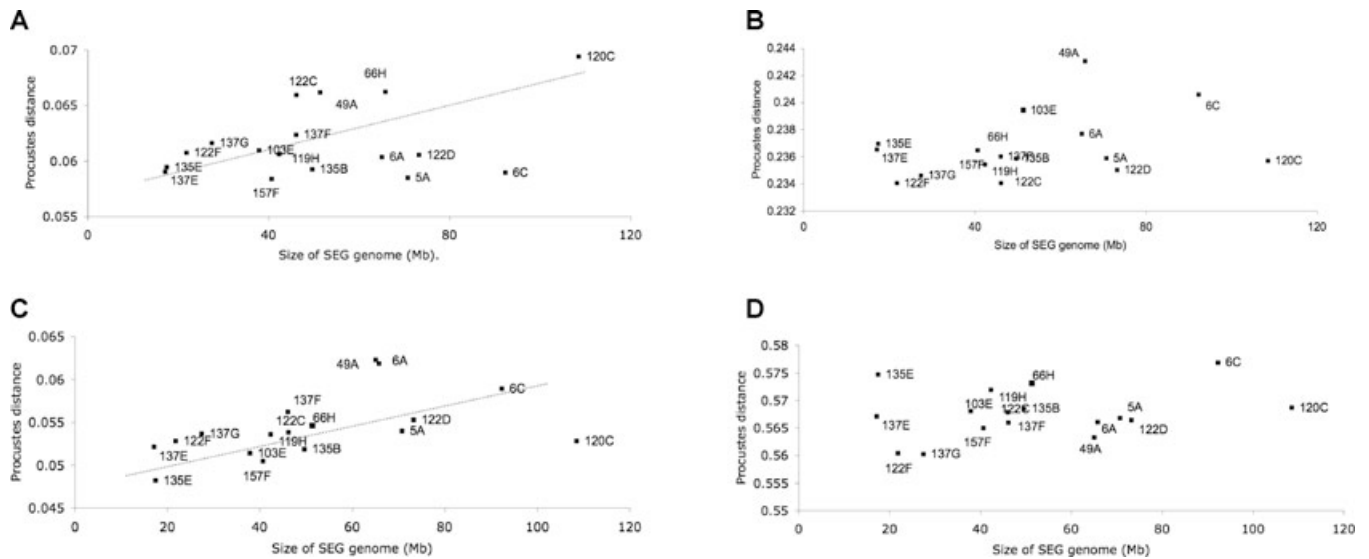 A
Procustes distance
0.07
0.065
0.06
0.055
120C
66H
122C
49A
137F
137G
122F
103E
119H
6A
122D
135E
135B
137E
157F
5A
6C
0 40 80 120
Size of SEG genome (Mb).
B
Procustes distance
0.244
0.242
0.24
0.238
0.236
0.234
0.232
49A
6C
103E
6A
135E
66H
137E
135B
5A
120C
157F
119H
122D
137G
122F
122C
0 20 40 60 80 100 120
Size of SEG genome (Mb)
C
Procustes distance
0.065
0.06
0.055
0.05
0.045
49A 6A
6C
137F
122C 66H
122D
137G
122F
5A
120C
119H
137E
103E
135B
157F
135E
0 20 40 60 80 100 120
Size of SEG genome (Mb)
D
Procustes distance
0.58
0.575
0.57
0.565
0.56
0.555
0.55
6C
135E
66H
119H
103E
122C
135B
5A
120C
137E
137F
6A
122D
157F
49A
137G
122F
0 20 40 60 80 100 120
Size of SEG genome (Mb)